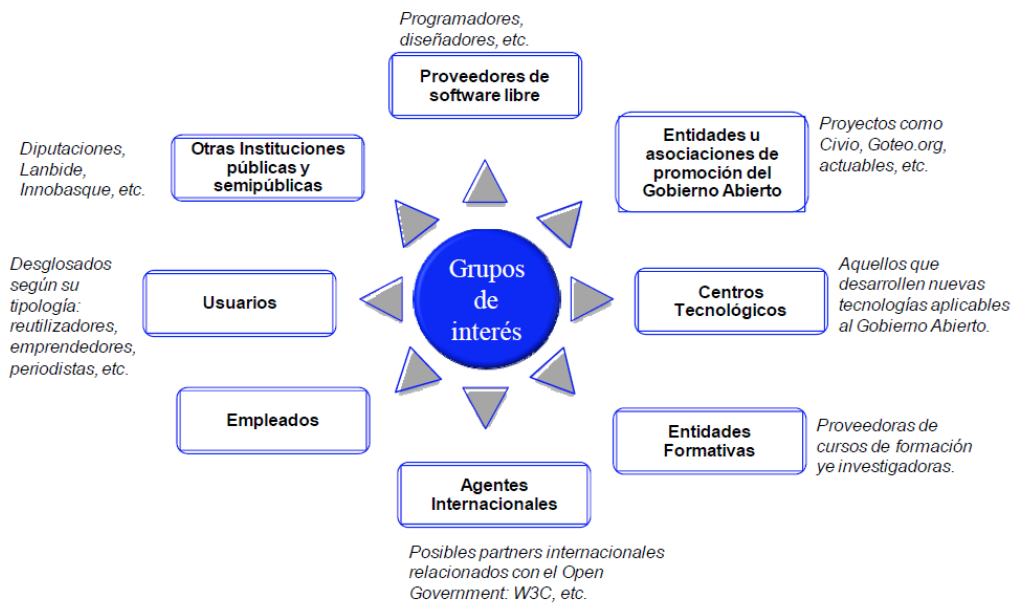 Programadores,
diseñadores, etc.
Proveedores de
software libre
Entidades u
asociaciones de
promoción del
Gobierno Abierto
Proyectos como
Civio, Goteo.org,
actuables, etc.
Diputaciones,
Lanbide,
Innobasque, etc.
Otras Instituciones
públicas y
semipúblicas
Grupos
de
interés
Desglosados
según su
tipología:
reutilizadores,
emprendedores,
periodistas, etc.
Usuarios
Centros
Tecnológicos
Aquellos que
desarrollen nuevas
tecnologías aplicables
al Gobierno Abierto.
Empleados
Entidades
Formativas
Proveedoras de
cursos de formación
ye investigadoras.
Agentes
Internacionales
Posibles partners internacionales
relacionados con el Open
Government: W3C, etc.